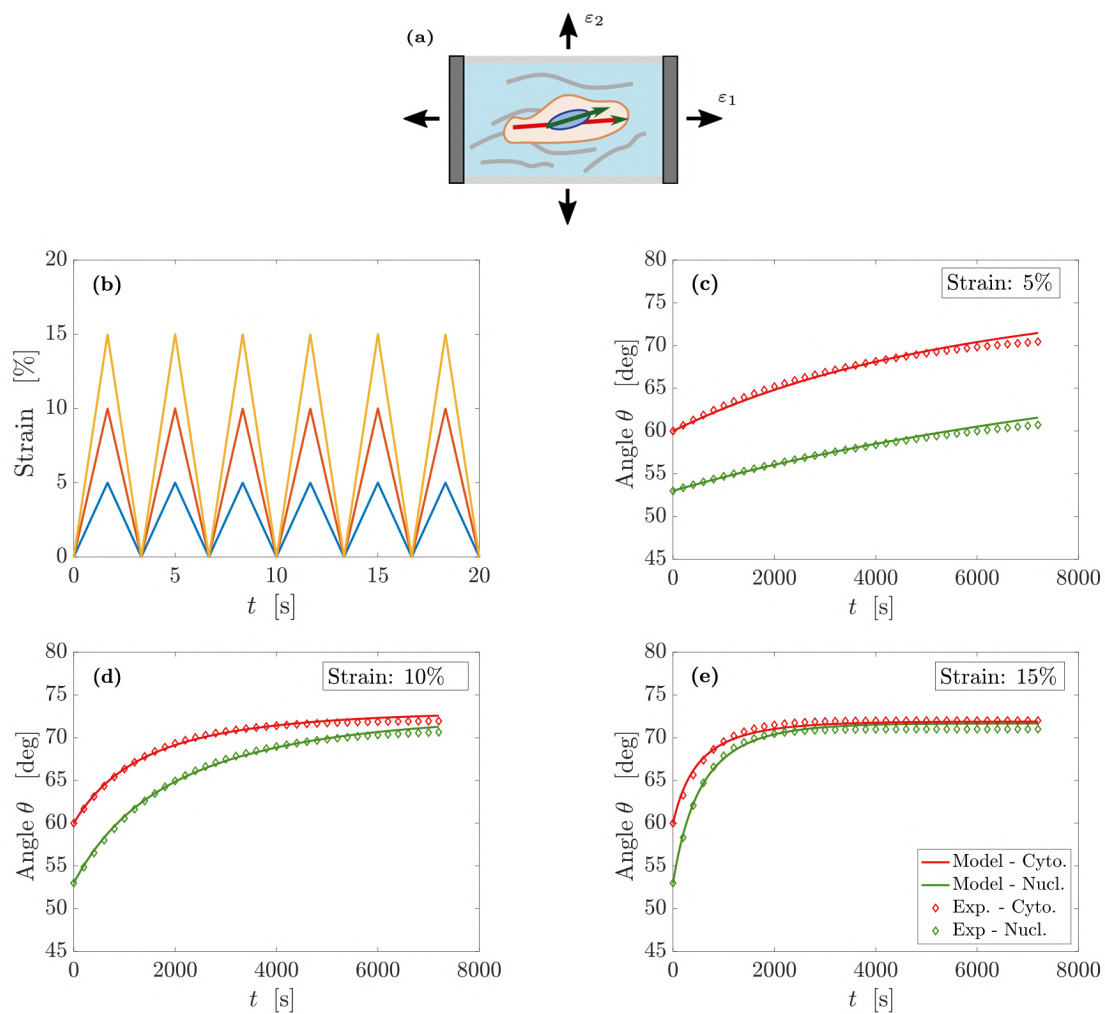 (a)
ε₂
ε₁
(b)
Strain [%]
20
15
10
5
0
0 5 10 15 20
t [s]
(c)
Strain: 5%
Angle θ [deg]
80
75
70
65
60
55
50
45
0 2000 4000 6000 8000
t [s]
(d)
Strain: 10%
Angle θ [deg]
80
75
70
65
60
55
50
45
0 2000 4000 6000 8000
t [s]
(e)
Strain: 15%
Angle θ [deg]
80
75
70
65
60
55
50
45
0 2000 4000 6000 8000
t [s]
Model - Cyto.
Model - Nucl.
Exp. - Cyto.
Exp - Nucl.